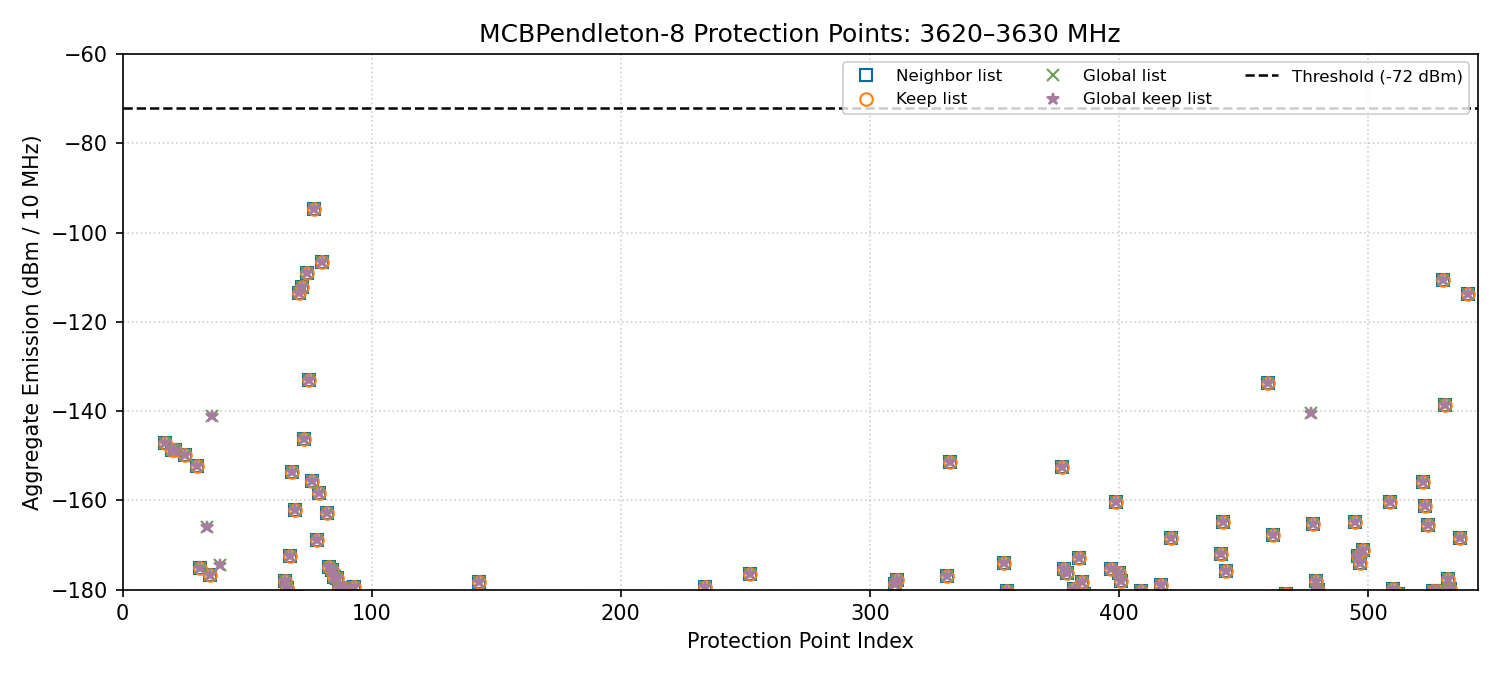 MCBPendleton-8 Protection Points: 3620–3630 MHz
Neighbor list
Keep list
Global list
Global keep list
Threshold (-72 dBm)
Aggregate Emission (dBm / 10 MHz)
−60
−80
−100
−120
−140
−160
−180
0
100
200
300
400
500
Protection Point Index